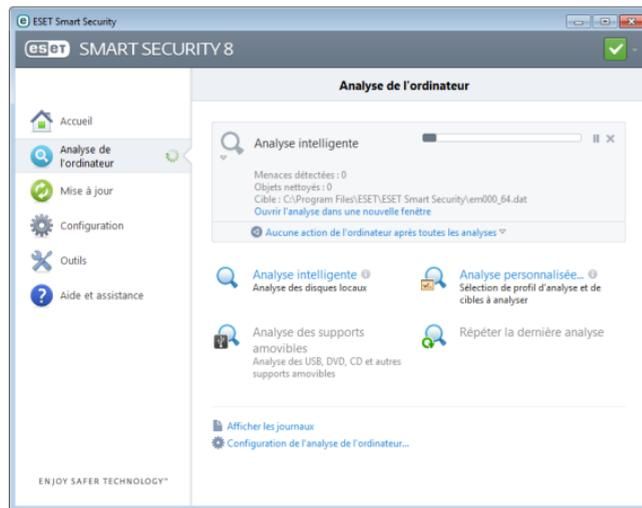 ESET Smart Security
eseT SMART SECURITY 8
Analyse de l'ordinateur
Accueil
Analyse de
l'ordinateur
Mise à jour
Configuration
Outils
Aide et assistance
ENJOY SAFER TECHNOLOGY™
Analyse intelligente
Menaces détectées : 0
Objets nettoyés : 0
Cible : C:\Program Files\ESET\ESET Smart Security\em000_64.dat
Ouvrir l'analyse dans une nouvelle fenêtre
Aucune action de l'ordinateur après toutes les analyses
Analyse intelligente
Analyse des disques locaux
Analyse personnalisée...
Sélection de profil d'analyse et de
cibles à analyser
Analyse des supports
amovibles
Analyse des USB, DVD, CD et autres
supports amovibles
Répéter la dernière analyse
Afficher les journaux
Configuration de l'analyse de l'ordinateur...